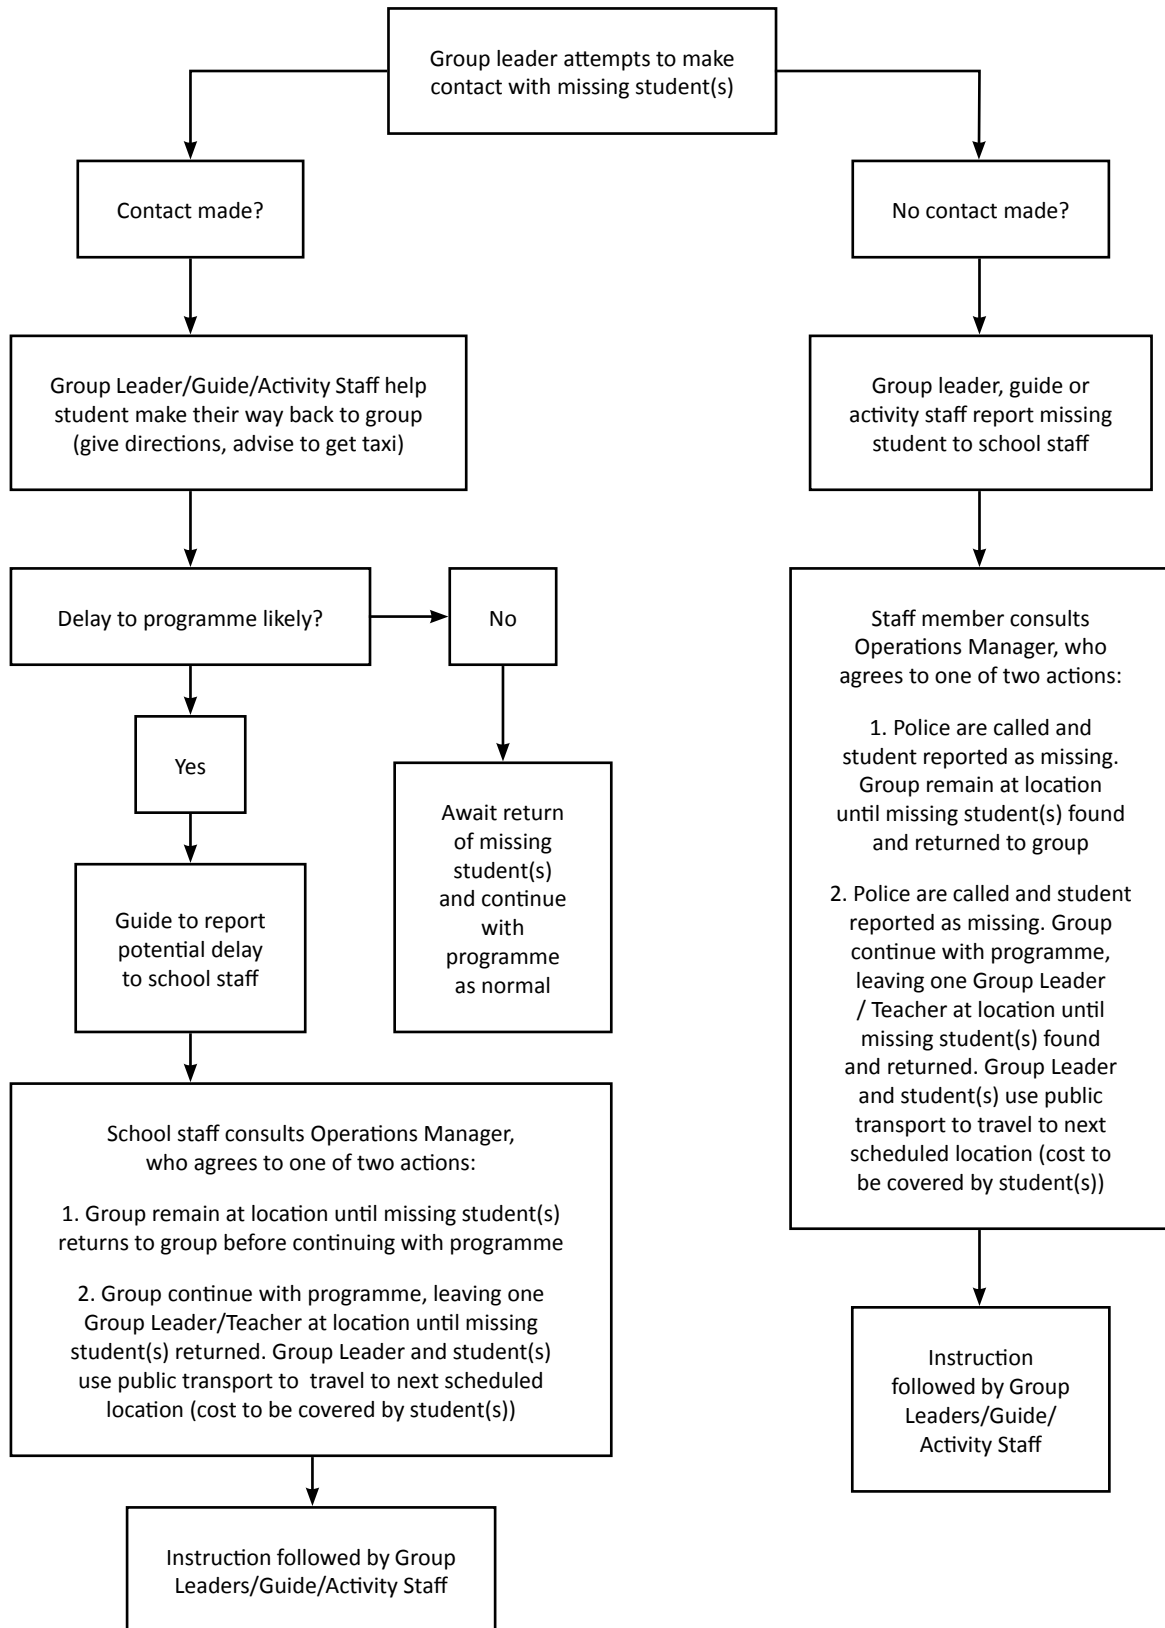 Group leader attempts to make
contact with missing student(s)
Contact made?
Group Leader/Guide/Activity Staff help
student make their way back to group
(give directions, advise to get taxi)
Delay to programme likely?
No
Await return
of missing
student(s)
and continue
with
programme
as normal
Yes
Guide to report
potential delay
to school staff
School staff consults Operations Manager,
who agrees to one of two actions:
1. Group remain at location until missing student(s)
returns to group before continuing with programme
2. Group continue with programme, leaving one
Group Leader/Teacher at location until missing
student(s) returned. Group Leader and student(s)
use public transport to  travel to next scheduled
location (cost to be covered by student(s))
Instruction followed by Group
Leaders/Guide/Activity Staff
No contact made?
Group leader, guide or
activity staff report missing
student to school staff
Staff member consults
Operations Manager, who
agrees to one of two actions:
1. Police are called and
student reported as missing.
Group remain at location
until missing student(s) found
and returned to group
2. Police are called and student
reported as missing. Group
continue with programme,
leaving one Group Leader
/ Teacher at location until
missing student(s) found
and returned. Group Leader
and student(s) use public
transport to travel to next
scheduled location (cost to
be covered by student(s))
Instruction
followed by Group
Leaders/Guide/
Activity Staff